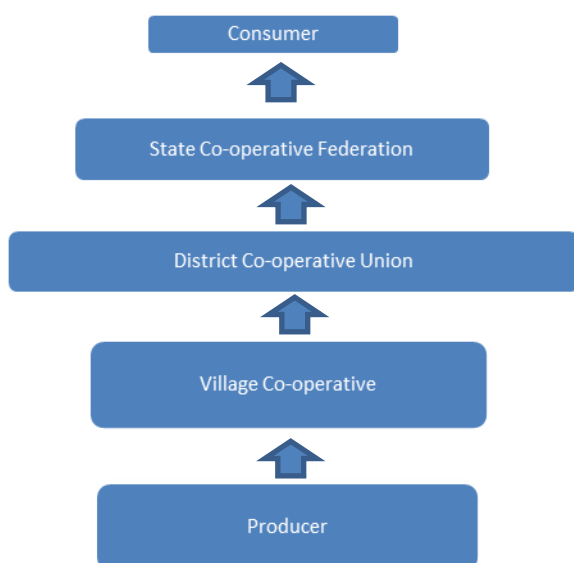 Consumer
State Co-operative Federation
District Co-operative Union
Village Co-operative
Producer